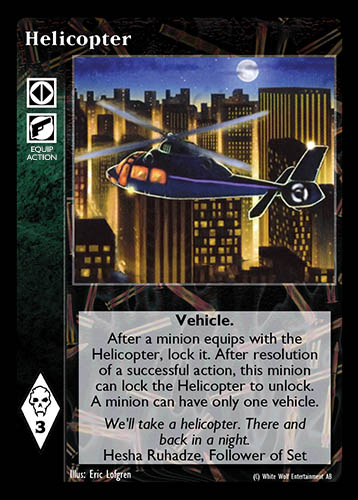 Helicopter
EQUIP
ACTION
Vehicle.
After a minion equips with the
Helicopter, lock it. After resolution
of a successful action, this minion
can lock the Helicopter to unlock.
A minion can have only one vehicle.
We'll take a helicopter. There and
back in a night.
Hesha Ruhadze, Follower of Set
3
Illus: Eric Lofgren
(C) White Wolf Entertainment AB